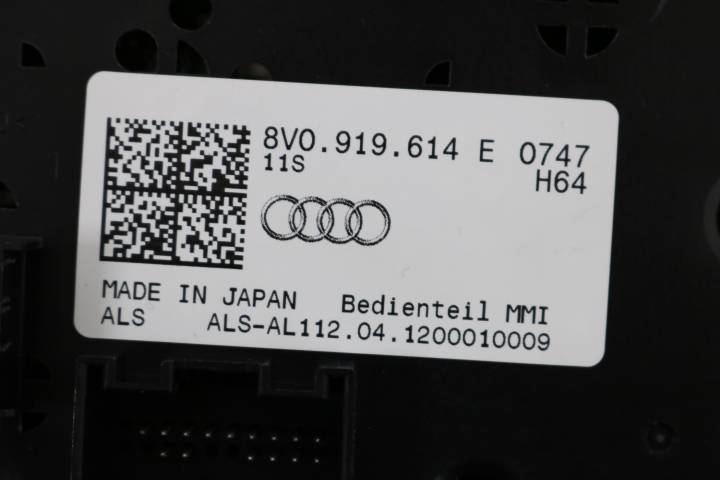 8V0.919.614 E 0747
11S H64
MADE IN JAPAN Bedienteil MMI
ALS ALS-AL112.04.1200010009